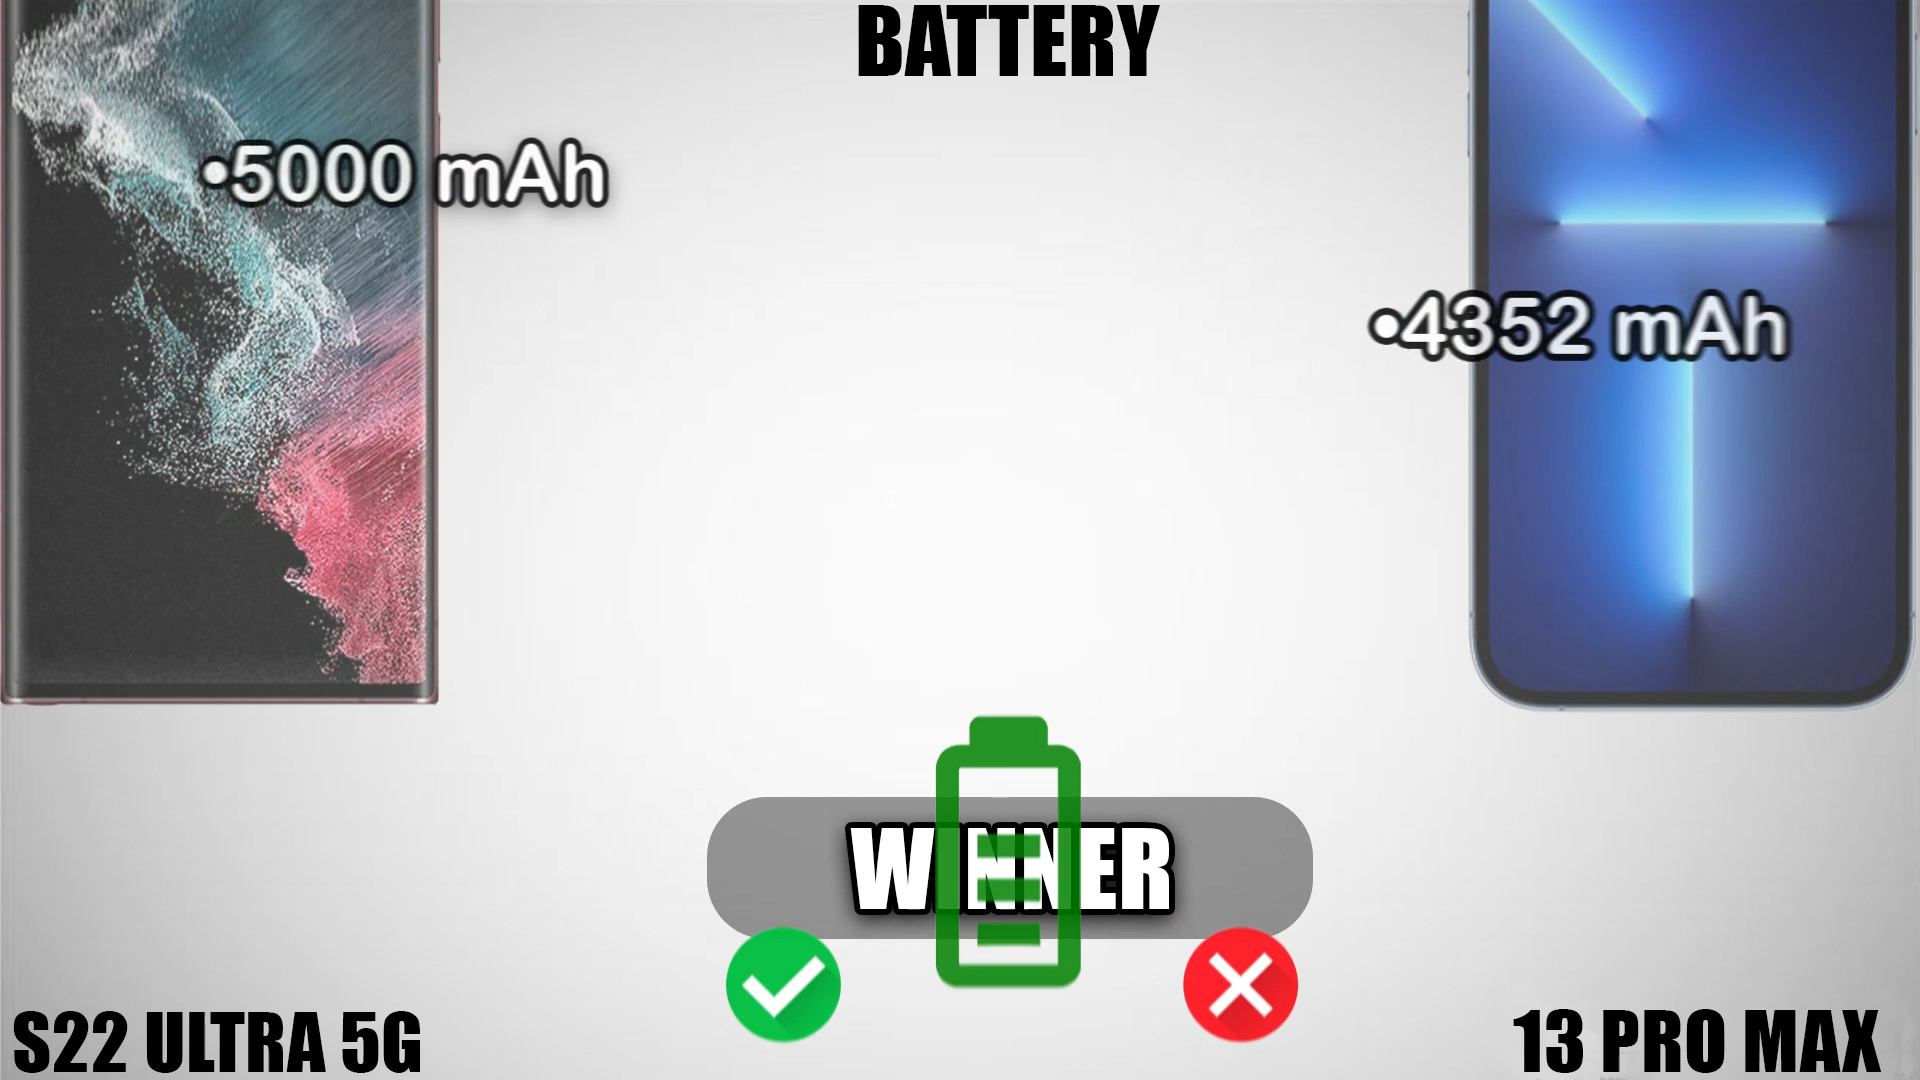 BATTERY
•5000 mAh
•4352 mAh
WINNER
S22 ULTRA 5G
13 PRO MAX